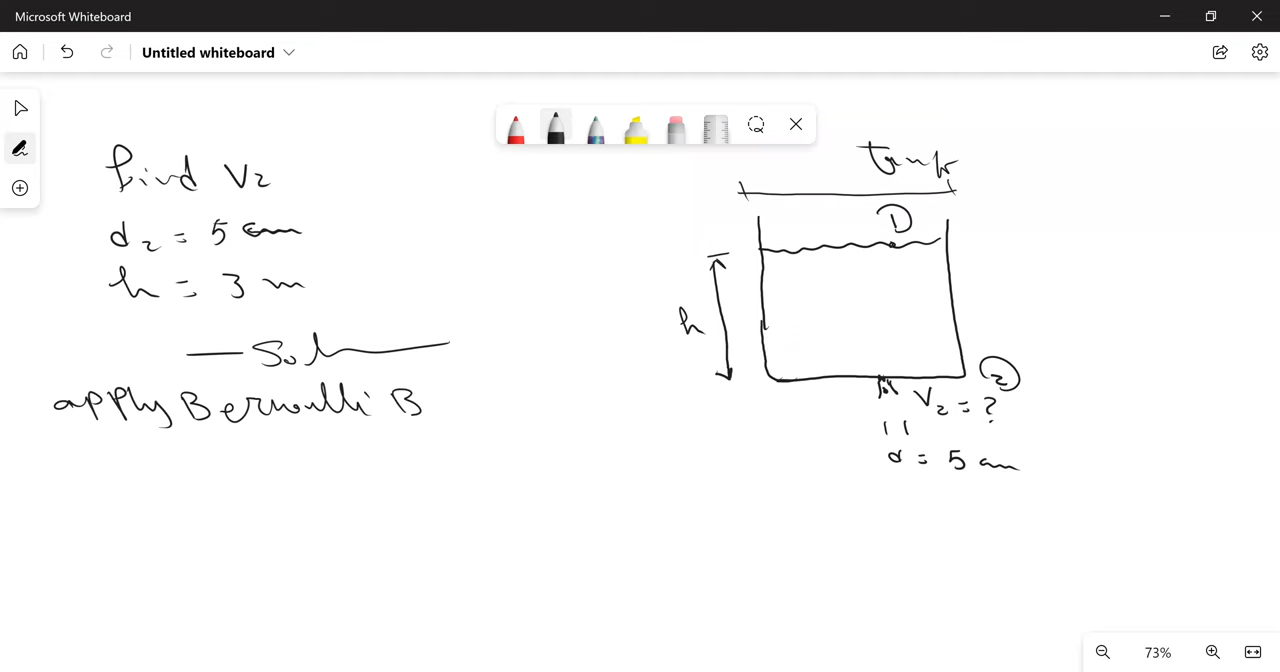 Microsoft Whiteboard
Untitled whiteboard
find V2
d2 = 5 cm
h = 3 m
Sol
apply Bernoulli B
tank
h
2
V2 = ?
d = 5 cm
73%